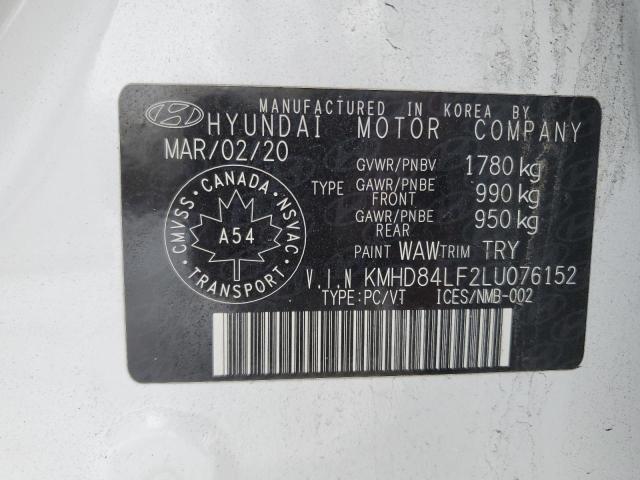 MANUFACTURED IN KOREA BY
HYUNDAI MOTOR COMPANY
MAR/02/20
GVWR/PNBV 1780 kg
TYPE GAWR/PNBE FRONT 990 kg
GAWR/PNBE REAR 950 kg
CMVSS · CANADA · NSVAC
A54
TRANSPORT
PAINT WAW TRIM TRY
V.I.N KMHD84LF2LU076152
TYPE:PC/VT ICES/NMB-002